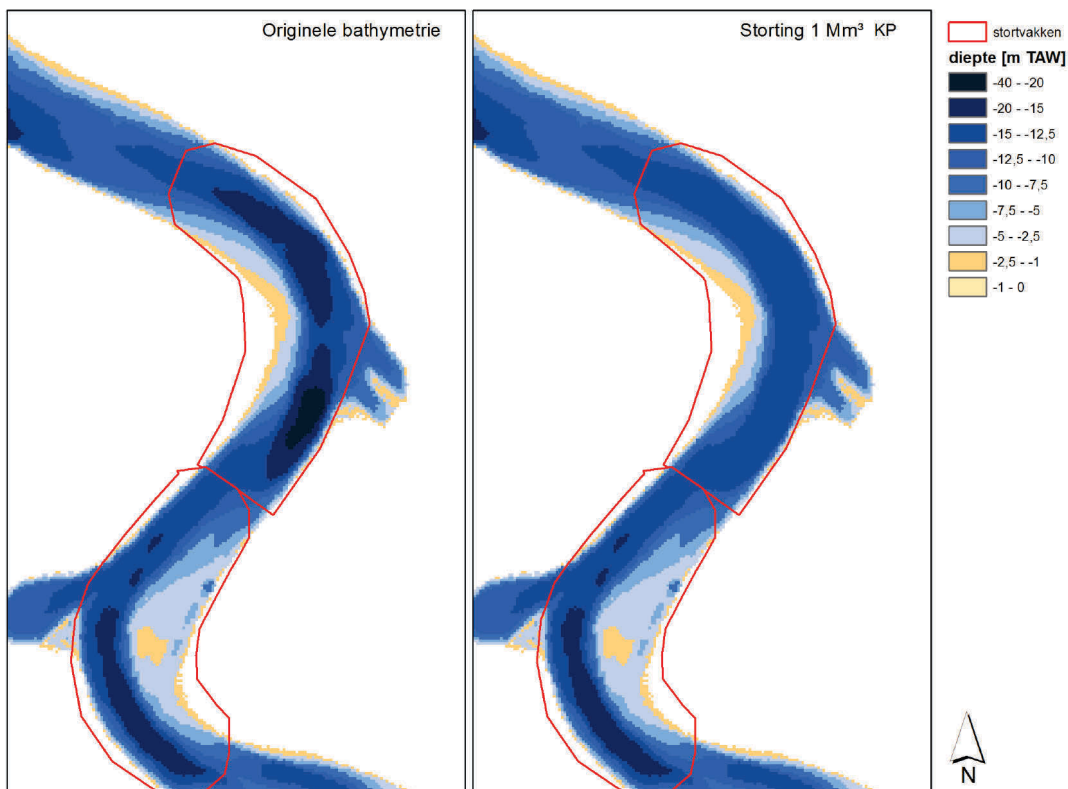 Originele bathymetrie
Storting 1 Mm³ KP
stortvakken
diepte [m TAW]
-40 - -20
-20 - -15
-15 - -12,5
-12,5 - -10
-10 - -7,5
-7,5 - -5
-5 - -2,5
-2,5 - -1
-1 - 0
N